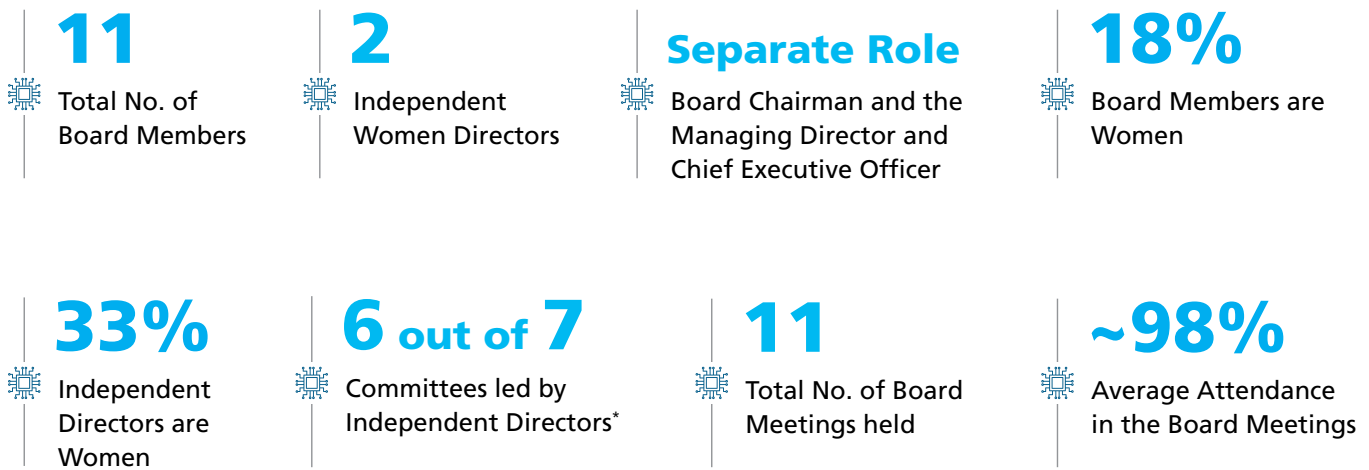 11
Total No. of
Board Members
2
Independent
Women Directors
Separate Role
Board Chairman and the
Managing Director and
Chief Executive Officer
18%
Board Members are
Women
33%
Independent
Directors are
Women
6 out of 7
Committees led by
Independent Directors*
11
Total No. of Board
Meetings held
~98%
Average Attendance
in the Board Meetings